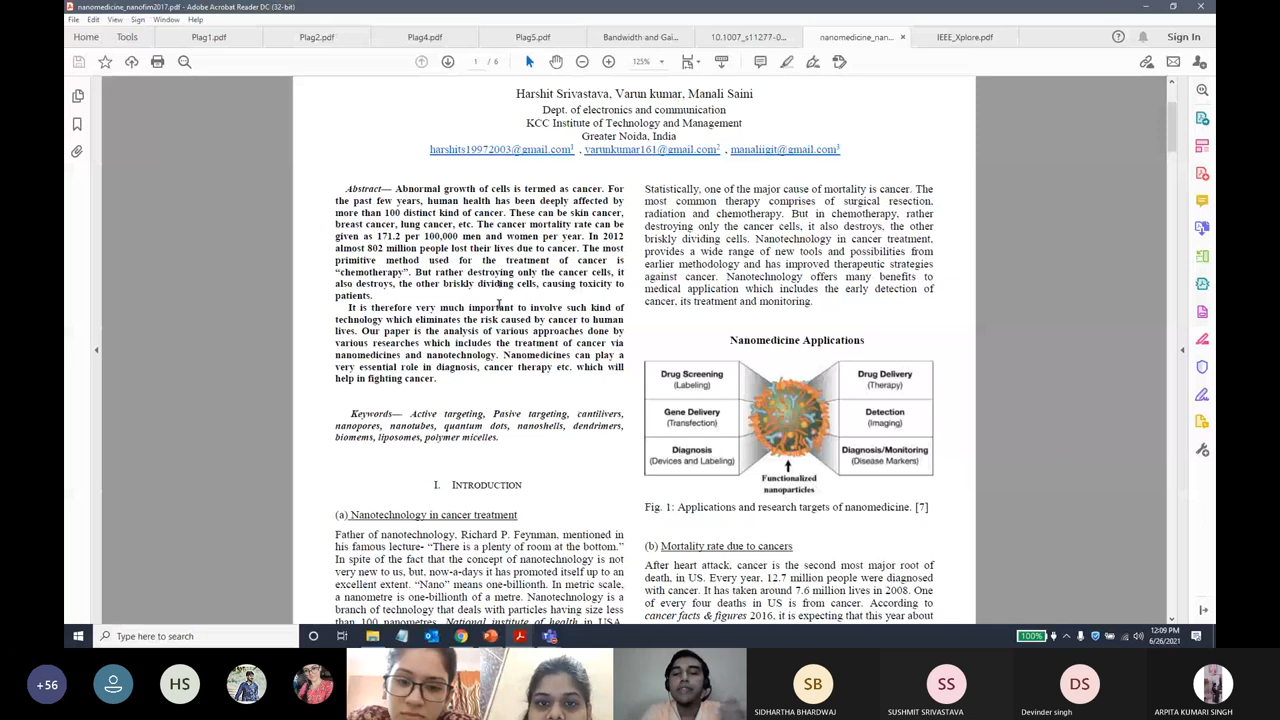 nanomedicine_nanofim2017.pdf - Adobe Acrobat Reader DC (32-bit)
File Edit View Sign Window Help
Home Tools Plag1.pdf Plag2.pdf Plag4.pdf Plag5.pdf Bandwidth and Gai... 10.1007_s11277-0... nanomedicine_nan... × IEEE_Xplore.pdf Sign In
1 / 6 125%
Harshit Srivastava, Varun kumar, Manali Saini
Dept. of electronics and communication
KCC Institute of Technology and Management
Greater Noida, India
harshits19972003@gmail.com1 , varunkumar161@gmail.com2 , manaliigit@gmail.com3
Abstract— Abnormal growth of cells is termed as cancer. For
the past few years, human health has been deeply affected by
more than 100 distinct kind of cancer. These can be skin cancer,
breast cancer, lung cancer, etc. The cancer mortality rate can be
given as 171.2 per 100,000 men and women per year. In 2012
almost 802 million people lost their lives due to cancer. The most
primitive method used for the treatment of cancer is
“chemotherapy”. But rather destroying only the cancer cells, it
also destroys, the other briskly dividing cells, causing toxicity to
patients.
It is therefore very much important to involve such kind of
technology which eliminates the risk caused by cancer to human
lives. Our paper is the analysis of various approaches done by
various researches which includes the treatment of cancer via
nanomedicines and nanotechnology. Nanomedicines can play a
very essential role in diagnosis, cancer therapy etc. which will
help in fighting cancer.
Keywords— Active targeting, Pasive targeting, cantilivers,
nanopores, nanotubes, quantum dots, nanoshells, dendrimers,
biomems, liposomes, polymer micelles.
I. INTRODUCTION
(a) Nanotechnology in cancer treatment
Father of nanotechnology, Richard P. Feynman, mentioned in
his famous lecture- “There is a plenty of room at the bottom.”
In spite of the fact that the concept of nanotechnology is not
very new to us, but, now-a-days it has promoted itself up to an
excellent extent. “Nano” means one-billionth. In metric scale,
a nanometre is one-billionth of a metre. Nanotechnology is a
branch of technology that deals with particles having size less
than 100 nanometres. National institute of health in USA,
Statistically, one of the major cause of mortality is cancer. The
most common therapy comprises of surgical resection,
radiation and chemotherapy. But in chemotherapy, rather
destroying only the cancer cells, it also destroys, the other
briskly dividing cells. Nanotechnology in cancer treatment,
provides a wide range of new tools and possibilities from
earlier methodology and has improved therapeutic strategies
against cancer. Nanotechnology offers many benefits to
medical application which includes the early detection of
cancer, its treatment and monitoring.
Nanomedicine Applications
Drug Screening
(Labeling)
Gene Delivery
(Transfection)
Diagnosis
(Devices and Labeling)
Drug Delivery
(Therapy)
Detection
(Imaging)
Diagnosis/Monitoring
(Disease Markers)
Functionalized
nanoparticles
Fig. 1: Applications and research targets of nanomedicine. [7]
(b) Mortality rate due to cancers
After heart attack, cancer is the second most major root of
death, in US. Every year, 12.7 million people were diagnosed
with cancer. It has taken around 7.6 million lives in 2008. One
of every four deaths in US is from cancer. According to
cancer facts & figures 2016, it is expecting that this year about
Type here to search
100%
12:09 PM
6/26/2021
+56
HS
SB
SIDHARTHA BHARDWAJ
SS
SUSHMIT SRIVASTAVA
DS
Devinder singh
ARPITA KUMARI SINGH